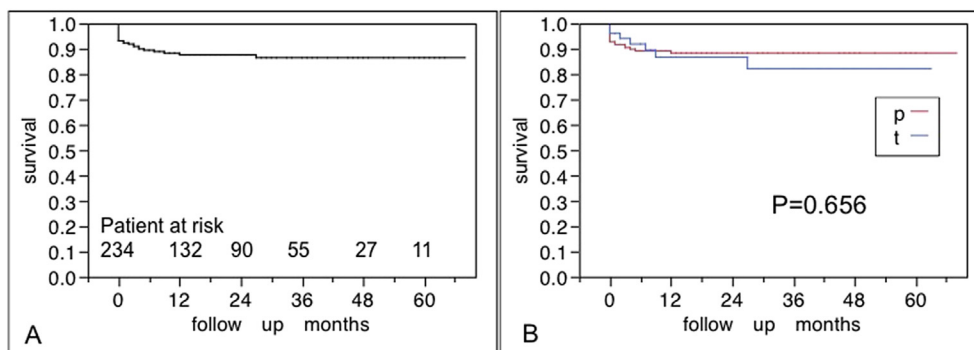 1.0
0.9
0.8
0.7
0.6
0.5
0.4
0.3
0.2
0.1
0.0
survival
Patient at risk
234 132 90 55 27 11
0 12 24 36 48 60
follow up months
A
1.0
0.9
0.8
0.7
0.6
0.5
0.4
0.3
0.2
0.1
0.0
survival
p
t
P=0.656
0 12 24 36 48 60
follow up months
B